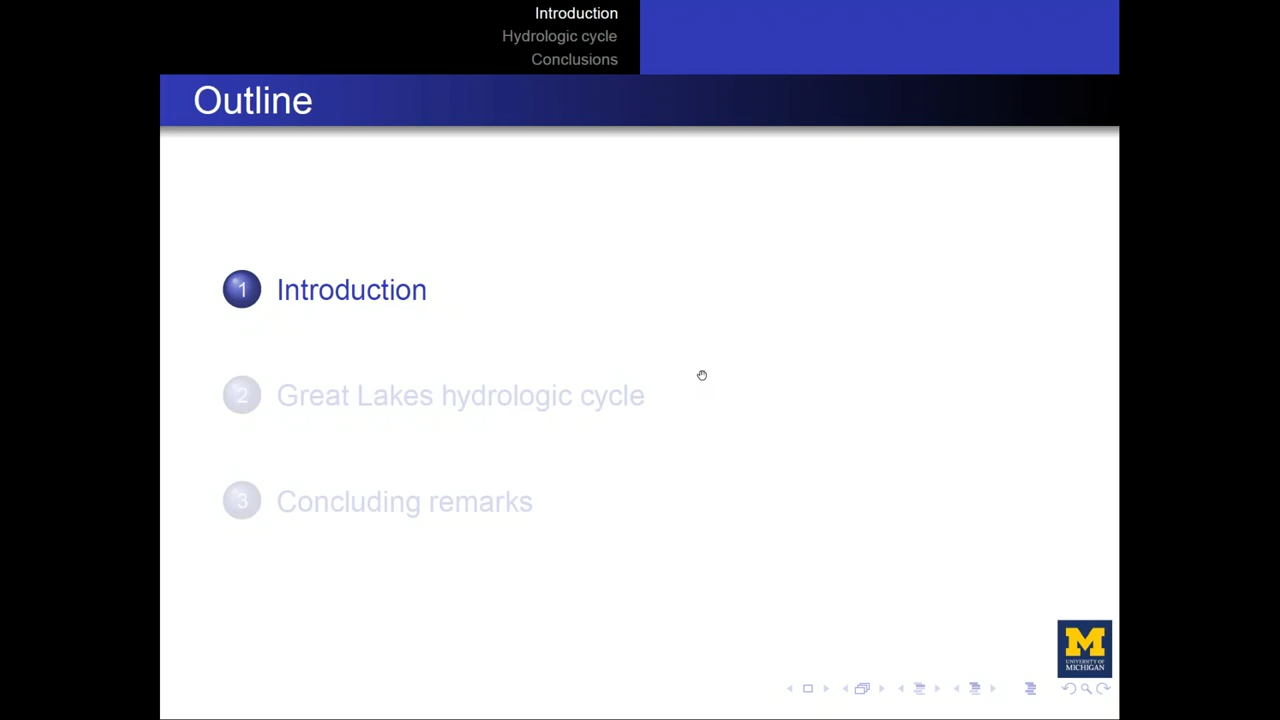 Introduction
Hydrologic cycle
Conclusions
Outline
1 Introduction
2 Great Lakes hydrologic cycle
3 Concluding remarks
M
UNIVERSITY OF
MICHIGAN